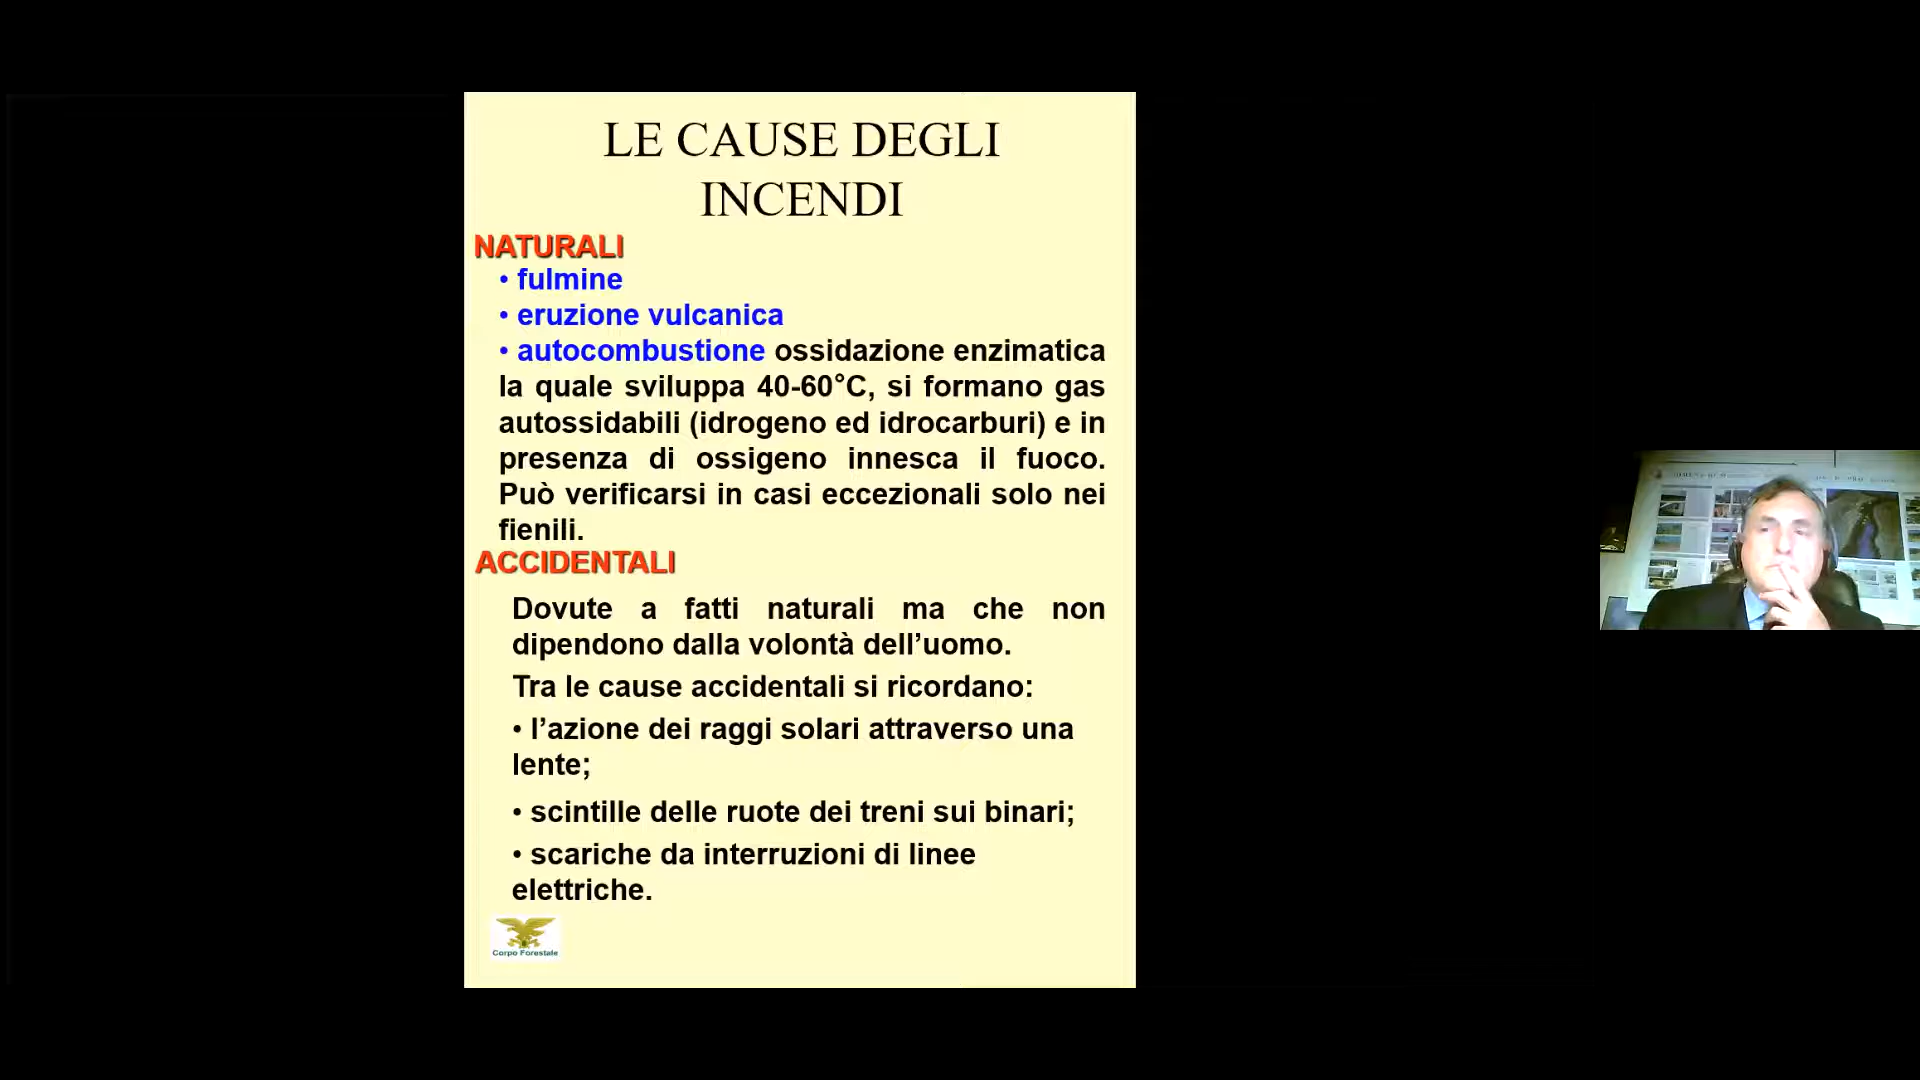 LE CAUSE DEGLI
INCENDI
NATURALI
• fulmine
• eruzione vulcanica
• autocombustione ossidazione enzimatica
la quale sviluppa 40-60°C, si formano gas
autossidabili (idrogeno ed idrocarburi) e in
presenza di ossigeno innesca il fuoco.
Può verificarsi in casi eccezionali solo nei
fienili.
ACCIDENTALI
Dovute a fatti naturali ma che non
dipendono dalla volontà dell’uomo.
Tra le cause accidentali si ricordano:
• l’azione dei raggi solari attraverso una
lente;
• scintille delle ruote dei treni sui binari;
• scariche da interruzioni di linee
elettriche.
Corpo Forestale